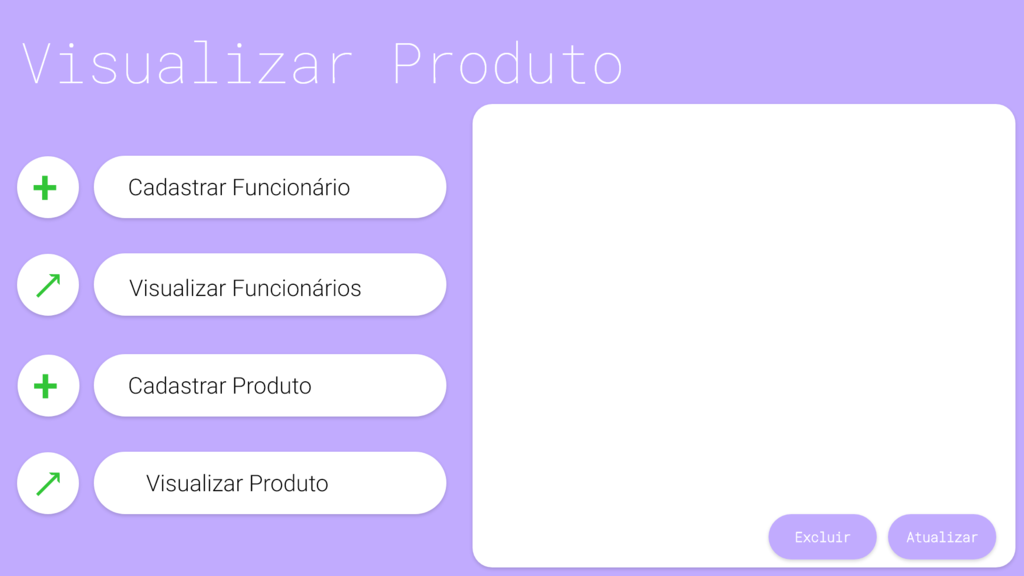 Visualizar Produto
Cadastrar Funcionário
Visualizar Funcionários
Cadastrar Produto
Visualizar Produto
Excluir
Atualizar